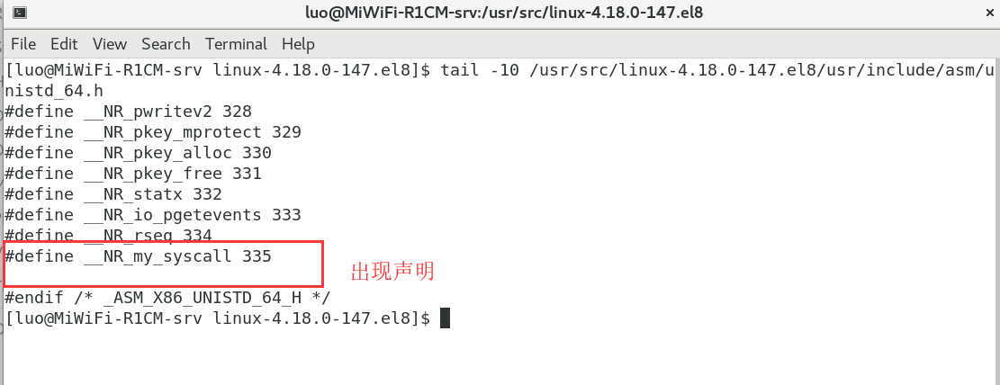 luo@MiWiFi-R1CM-srv:/usr/src/linux-4.18.0-147.el8
File Edit View Search Terminal Help
[luo@MiWiFi-R1CM-srv linux-4.18.0-147.el8]$ tail -10 /usr/src/linux-4.18.0-147.el8/usr/include/asm/u
nistd_64.h
#define __NR_pwritev2 328
#define __NR_pkey_mprotect 329
#define __NR_pkey_alloc 330
#define __NR_pkey_free 331
#define __NR_statx 332
#define __NR_io_pgetevents 333
#define __NR_rseq 334
#define __NR_my_syscall 335
出现声明
#endif /* _ASM_X86_UNISTD_64_H */
[luo@MiWiFi-R1CM-srv linux-4.18.0-147.el8]$